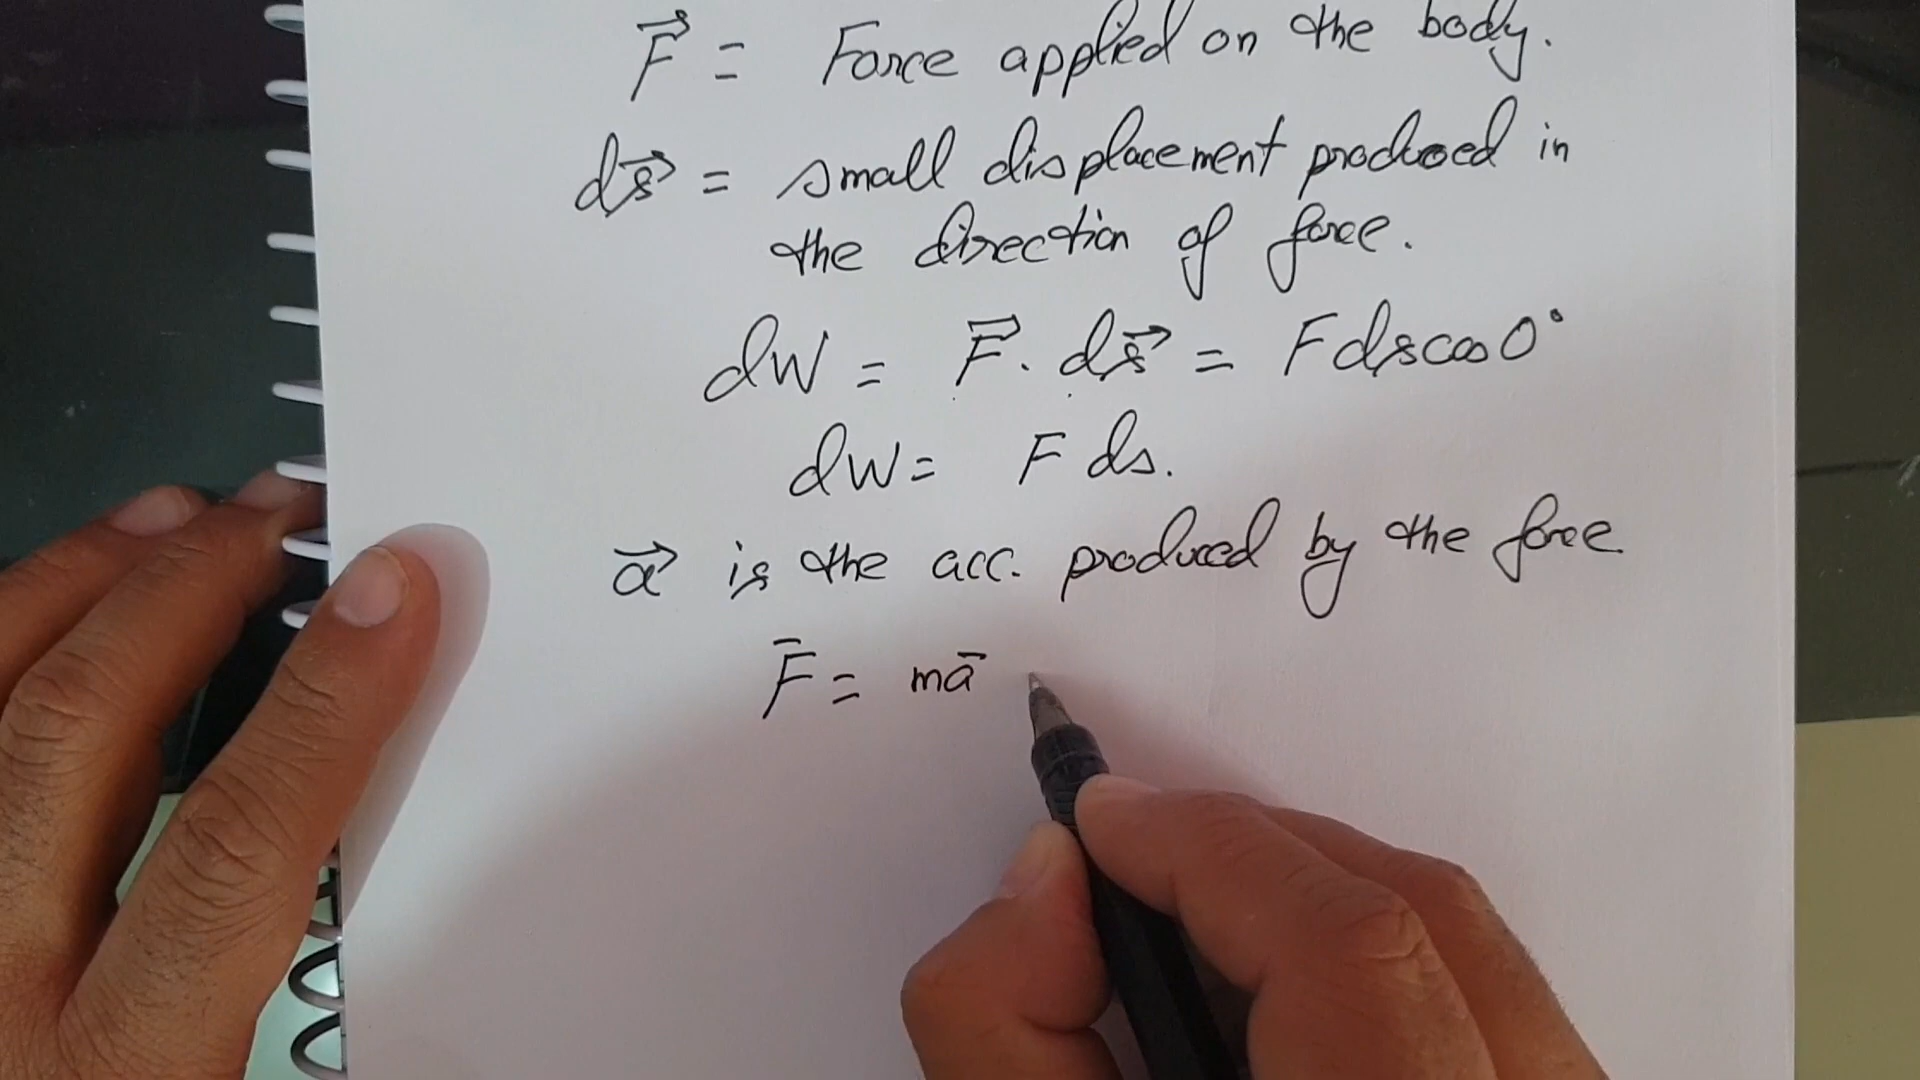 F⃗ = Force applied on the body.
ds⃗ = small displacement produced in
the direction of force.
dW = F⃗ . ds⃗ = F ds cos 0°
dW = F ds.
a⃗ is the acc. produced by the force
F̄ = mā